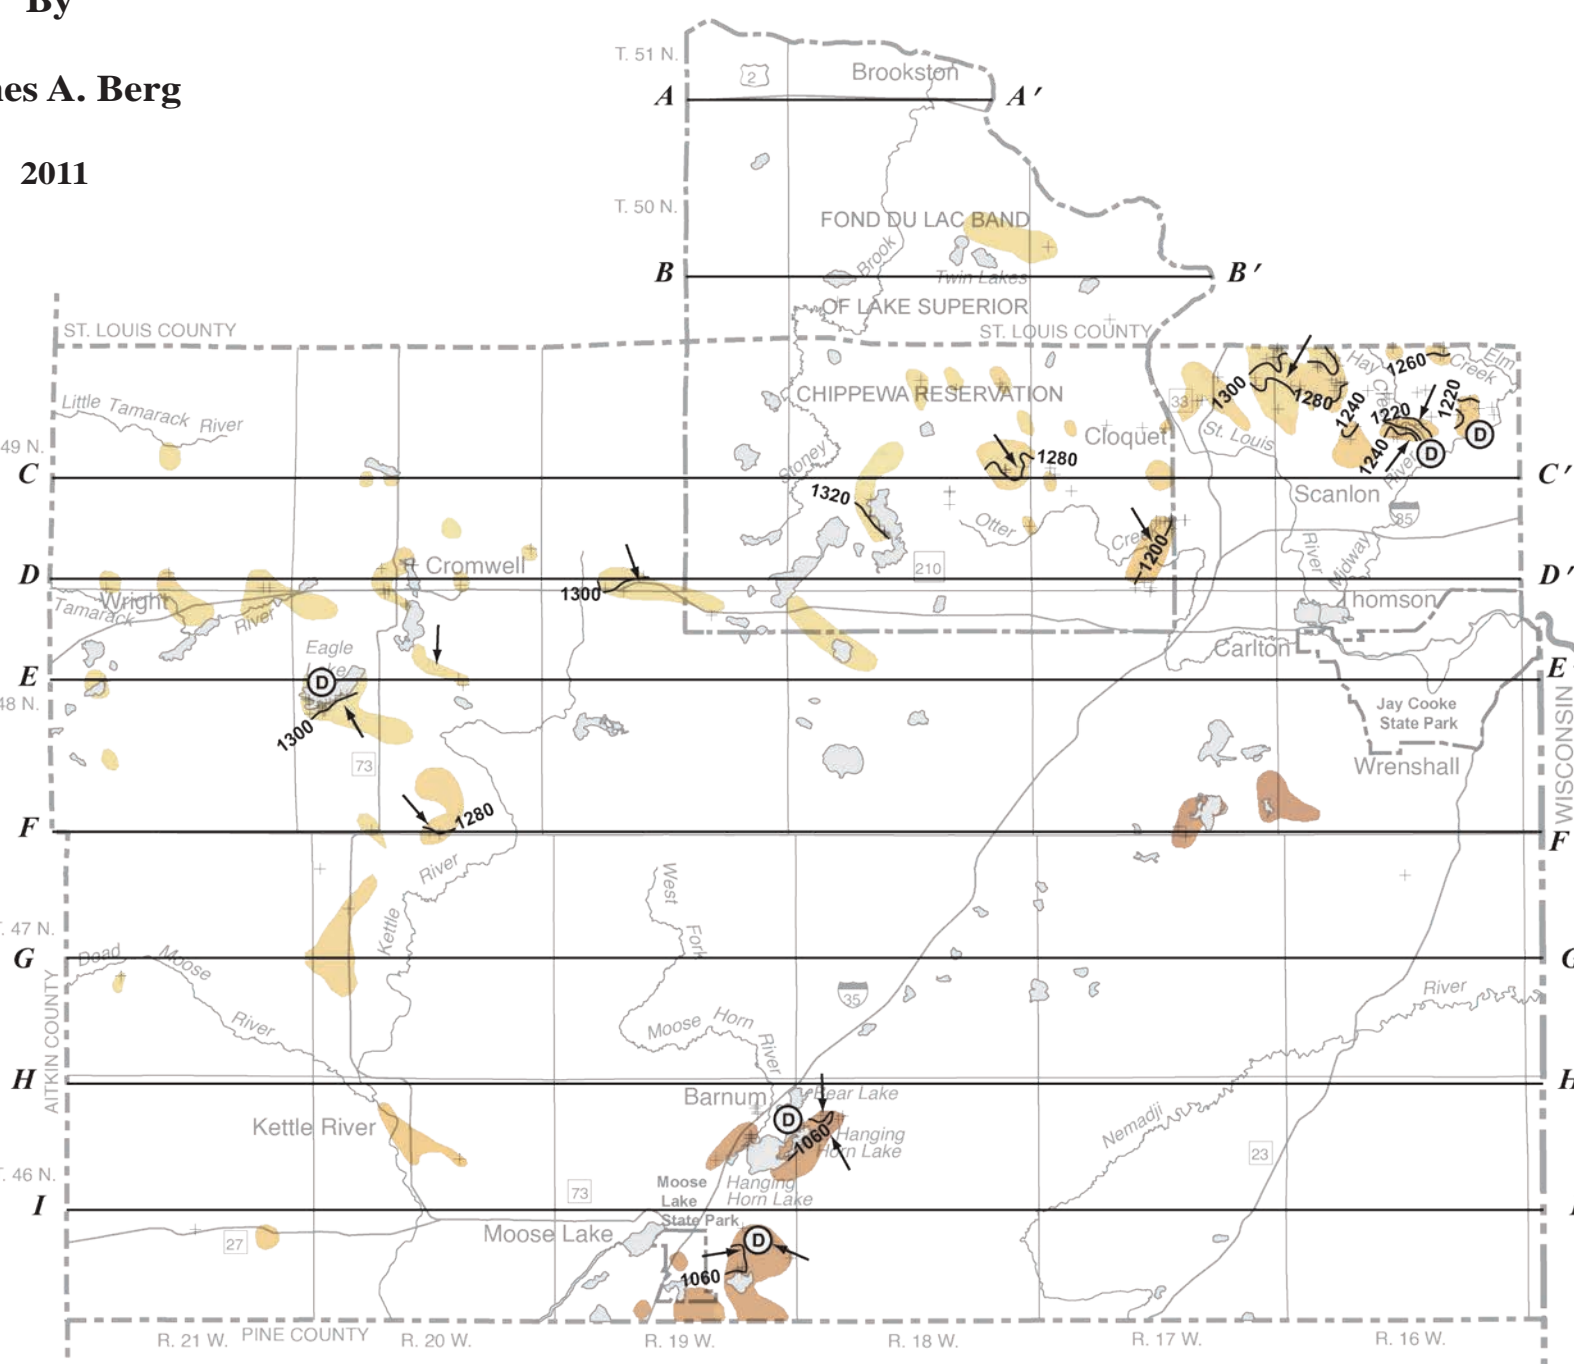 By
nes A. Berg
2011
T. 51 N.
2
Brookston
A
A′
T. 50 N.
FOND DU LAC BAND
Brook
B
Twin Lakes
B′
OF LAKE SUPERIOR
ST. LOUIS COUNTY
ST. LOUIS COUNTY
Little Tamarack River
CHIPPEWA RESERVATION
33
1300
1280
Hay Creek
1260
Elm Creek
1240
1220
1220
D
D
1240
River
St. Louis
Cloquet
49 N.
Stoney
1280
C
C′
1320
Scanlon
35
Otter
Creek
1200
River
Midway
210
Cromwell
D
D′
1300
Wright
Tamarack
River
Thomson
Carlton
Eagle
Lake
E
D
E
48 N.
1300
Jay Cooke
State Park
Wrenshall
WISCONSIN
73
1280
F
F
River
Kettle
West
Fork
T. 47 N.
G
Dead
Moose
River
G
35
River
AITKIN COUNTY
Moose
Horn
River
H
H
Barnum
Bear Lake
D
1060
Hanging
Horn Lake
Kettle River
Nemadji
23
T. 46 N.
Hanging
Horn Lake
Moose
Lake
State Park
73
I
27
Moose Lake
D
1060
R. 21 W.
PINE COUNTY
R. 20 W.
R. 19 W.
R. 18 W.
R. 17 W.
R. 16 W.